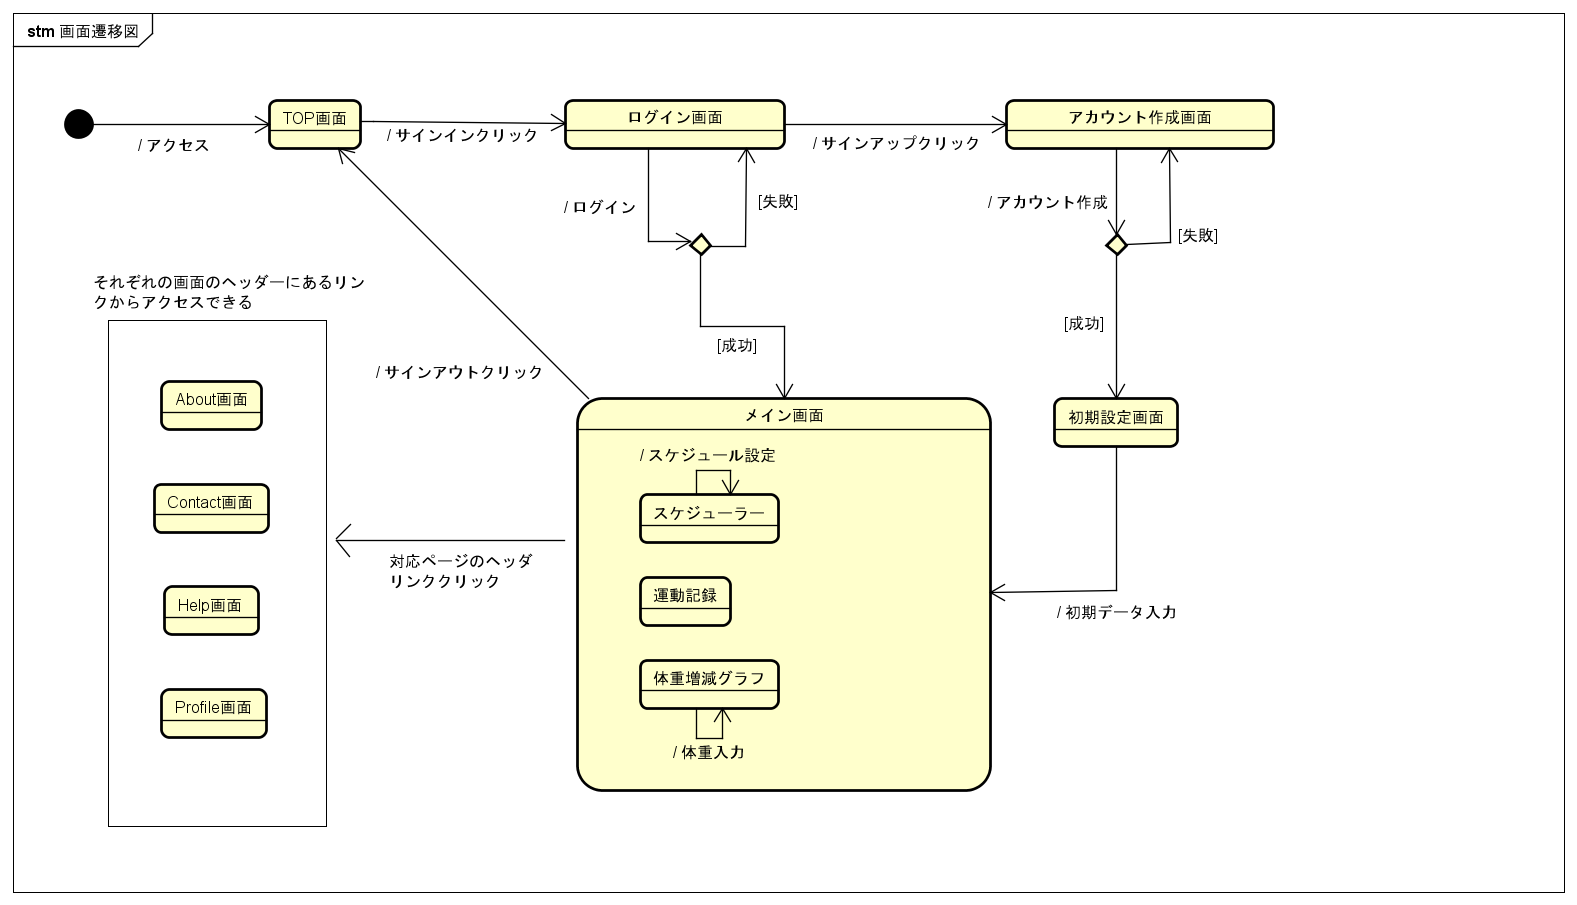 stm 画面遷移図
TOP画面
ログイン画面
アカウント作成画面
/ アクセス
/ サインインクリック
/ サインアップクリック
/ ログイン
[失敗]
/ アカウント作成
[失敗]
それぞれの画面のヘッダーにあるリン
クからアクセスできる
[成功]
[成功]
/ サインアウトクリック
About画面
メイン画面
初期設定画面
/ スケジュール設定
Contact画面
スケジューラー
対応ページのヘッダ
リンククリック
Help画面
運動記録
/ 初期データ入力
体重増減グラフ
Profile画面
/ 体重入力